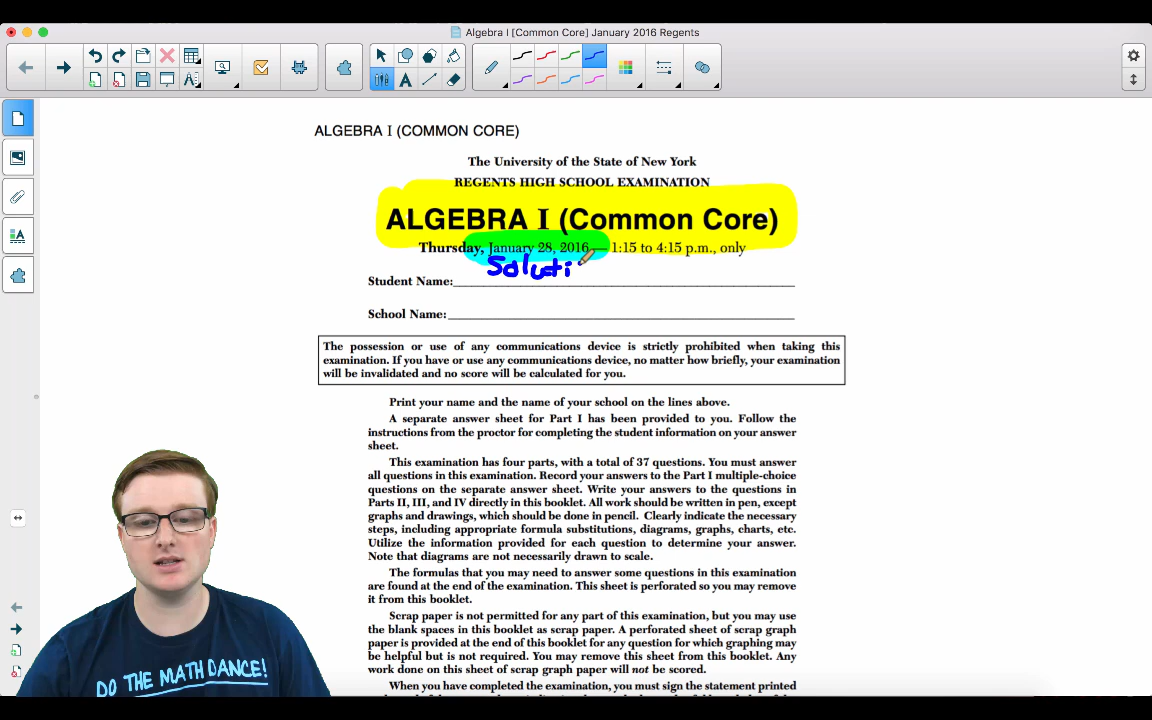 Algebra I [Common Core] January 2016 Regents
ALGEBRA I (COMMON CORE)
The University of the State of New York
REGENTS HIGH SCHOOL EXAMINATION
ALGEBRA I (Common Core)
Thursday, January 28, 2016 — 1:15 to 4:15 p.m., only
Soluti
Student Name:
School Name:
The possession or use of any communications device is strictly prohibited when taking this
examination. If you have or use any communications device, no matter how briefly, your examination
will be invalidated and no score will be calculated for you.
Print your name and the name of your school on the lines above.
A separate answer sheet for Part I has been provided to you. Follow the
instructions from the proctor for completing the student information on your answer
sheet.
This examination has four parts, with a total of 37 questions. You must answer
all questions in this examination. Record your answers to the Part I multiple-choice
questions on the separate answer sheet. Write your answers to the questions in
Parts II, III, and IV directly in this booklet. All work should be written in pen, except
graphs and drawings, which should be done in pencil. Clearly indicate the necessary
steps, including appropriate formula substitutions, diagrams, graphs, charts, etc.
Utilize the information provided for each question to determine your answer.
Note that diagrams are not necessarily drawn to scale.
The formulas that you may need to answer some questions in this examination
are found at the end of the examination. This sheet is perforated so you may remove
it from this booklet.
Scrap paper is not permitted for any part of this examination, but you may use
the blank spaces in this booklet as scrap paper. A perforated sheet of scrap graph
paper is provided at the end of this booklet for any question for which graphing may
be helpful but is not required. You may remove this sheet from this booklet. Any
work done on this sheet of scrap graph paper will not be scored.
When you have completed the examination, you must sign the statement printed
DO THE MATH DANCE!